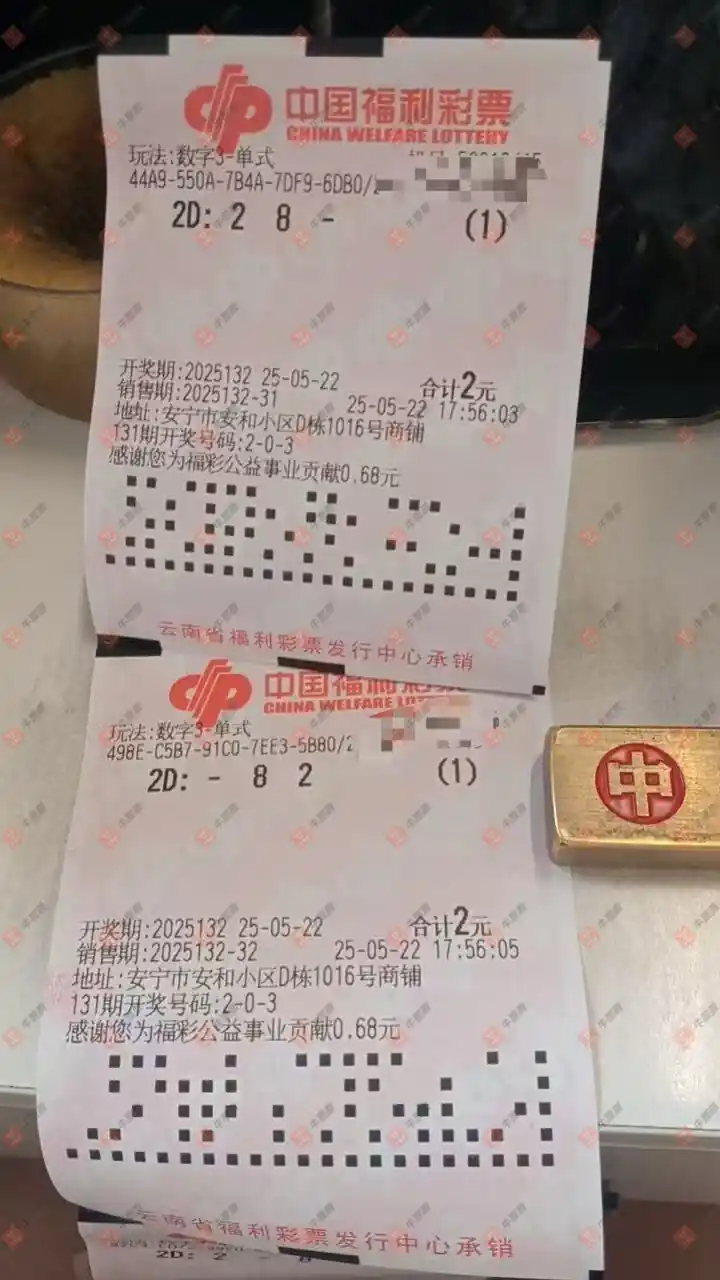 中国福利彩票
CHINA WELFARE LOTTERY
玩法:数字3-单式
44A9-550A-7B4A-7DF9-6DB0/
2D: 2 8 - (1)
开奖期:2025132 25-05-22 合计2元
销售期:2025132-31 25-05-22 17:56:03
地址:安宁市安和小区D栋1016号商铺
131期开奖号码:2-0-3
感谢您为福彩公益事业贡献0.68元
云南省福利彩票发行中心承销
中国福利彩票
CHINA WELFARE LOTTERY
玩法:数字3-单式
498E-C5B7-91C0-7EE3-5B80/2
2D: - 8 2 (1)
中
开奖期:2025132 25-05-22 合计2元
销售期:2025132-32 25-05-22 17:56:05
地址:安宁市安和小区D栋1016号商铺
131期开奖号码:2-0-3
感谢您为福彩公益事业贡献0.68元
云南省福利彩票发行中心承销
2D: 2 - 8